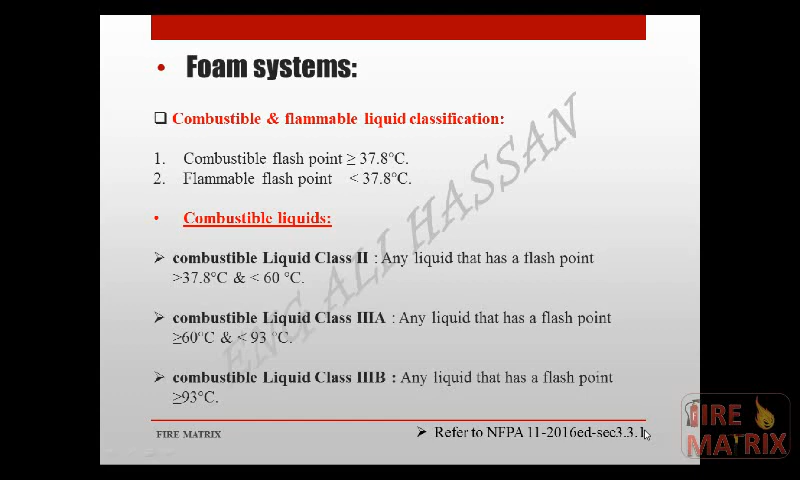 • Foam systems:
❑ Combustible & flammable liquid classification:
1. Combustible flash point ≥ 37.8°C.
2. Flammable flash point < 37.8°C.
• Combustible liquids:
➢ combustible Liquid Class II : Any liquid that has a flash point
>37.8°C & < 60 °C.
➢ combustible Liquid Class IIIA : Any liquid that has a flash point
≥60°C & < 93 °C.
➢ combustible Liquid Class IIIB : Any liquid that has a flash point
≥93°C.
ENG ALI HASSAN
FIRE MATRIX
➢ Refer to NFPA 11-2016ed-sec3.3.1
FIRE
MATRIX